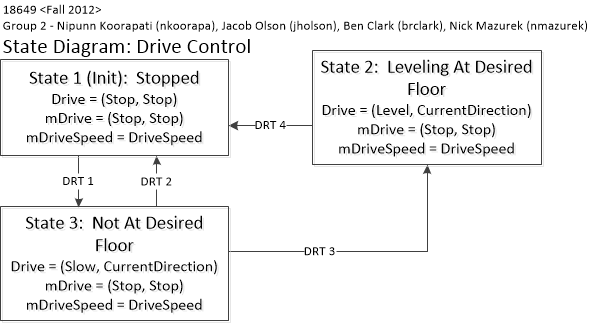 18649 <Fall 2012>
Group 2 - Nipunn Koorapati (nkoorapa), Jacob Olson (jholson), Ben Clark (brclark), Nick Mazurek (nmazurek)
State Diagram: Drive Control
State 1 (Init): Stopped
Drive = (Stop, Stop)
mDrive = (Stop, Stop)
mDriveSpeed = DriveSpeed
State 2: Leveling At Desired
Floor
Drive = (Level, CurrentDirection)
mDrive = (Stop, Stop)
mDriveSpeed = DriveSpeed
DRT 4
DRT 1
DRT 2
State 3: Not At Desired
Floor
Drive = (Slow, CurrentDirection)
mDrive = (Stop, Stop)
mDriveSpeed = DriveSpeed
DRT 3